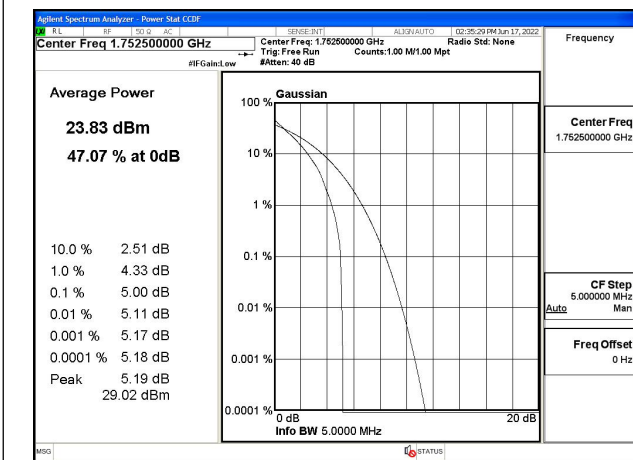 Agilent Spectrum Analyzer - Power Stat CCDF
RL RF 50 Ω AC SENSE:INT ALIGN AUTO 02:35:29 PM Jun 17, 2022
Center Freq 1.752500000 GHz
Center Freq: 1.752500000 GHz Radio Std: None
Trig: Free Run Counts:1.00 M/1.00 Mpt
#IFGain:Low #Atten: 40 dB
Frequency
Average Power
23.83 dBm
47.07 % at 0dB
10.0 % 2.51 dB
1.0 % 4.33 dB
0.1 % 5.00 dB
0.01 % 5.11 dB
0.001 % 5.17 dB
0.0001 % 5.18 dB
Peak 5.19 dB
29.02 dBm
Gaussian
100 %
10 %
1 %
0.1 %
0.01 %
0.001 %
0.0001 %
0 dB 20 dB
Info BW 5.0000 MHz
Center Freq
1.752500000 GHz
CF Step
5.000000 MHz
Auto Man
Freq Offset
0 Hz
MSG STATUS